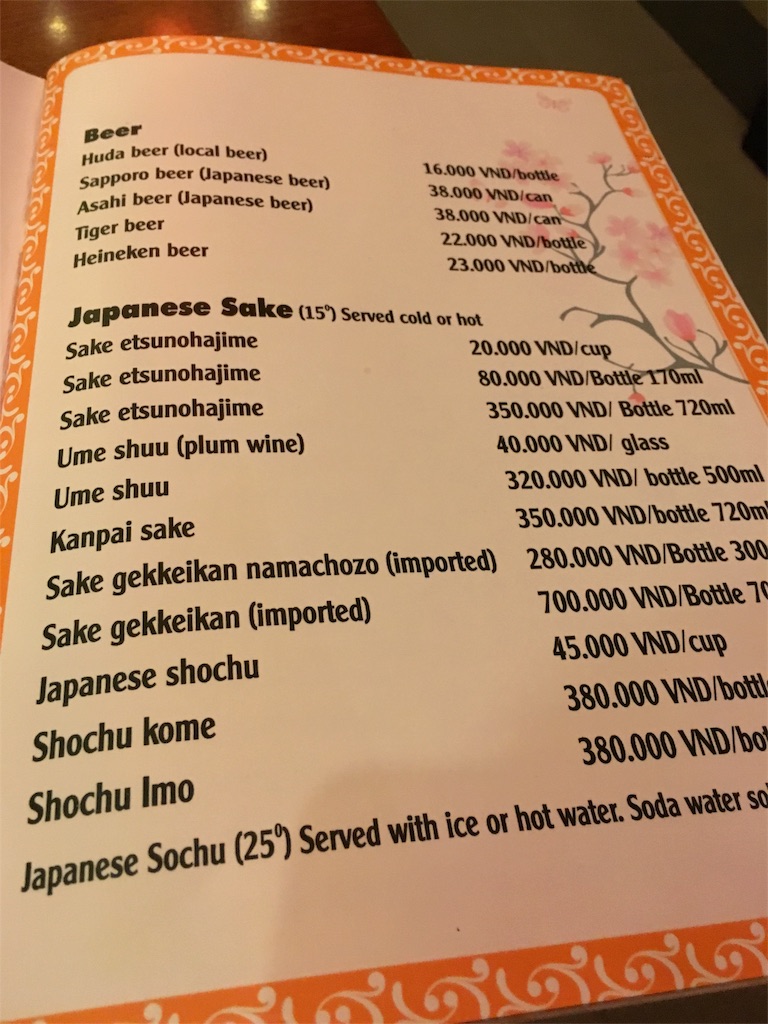 Beer
Huda beer (local beer) 16.000 VND/bottle
Sapporo beer (Japanese beer) 38.000 VND/can
Asahi beer (Japanese beer) 38.000 VND/can
Tiger beer 22.000 VND/bottle
Heineken beer 23.000 VND/bottle
Japanese Sake (15⁰) Served cold or hot
Sake etsunohajime 20.000 VND/cup
Sake etsunohajime 80.000 VND/Bottle 170ml
Sake etsunohajime 350.000 VND/ Bottle 720ml
Ume shuu (plum wine) 40.000 VND/ glass
Ume shuu 320.000 VND/ bottle 500ml
Kanpai sake 350.000 VND/bottle 720ml
Sake gekkeikan namachozo (imported) 280.000 VND/Bottle 300
Sake gekkeikan (imported) 700.000 VND/Bottle
Japanese shochu 45.000 VND/cup
Shochu kome 380.000 VND/bottl
Shochu Imo 380.000 VND/bot
Japanese Sochu (25⁰) Served with ice or hot water. Soda water